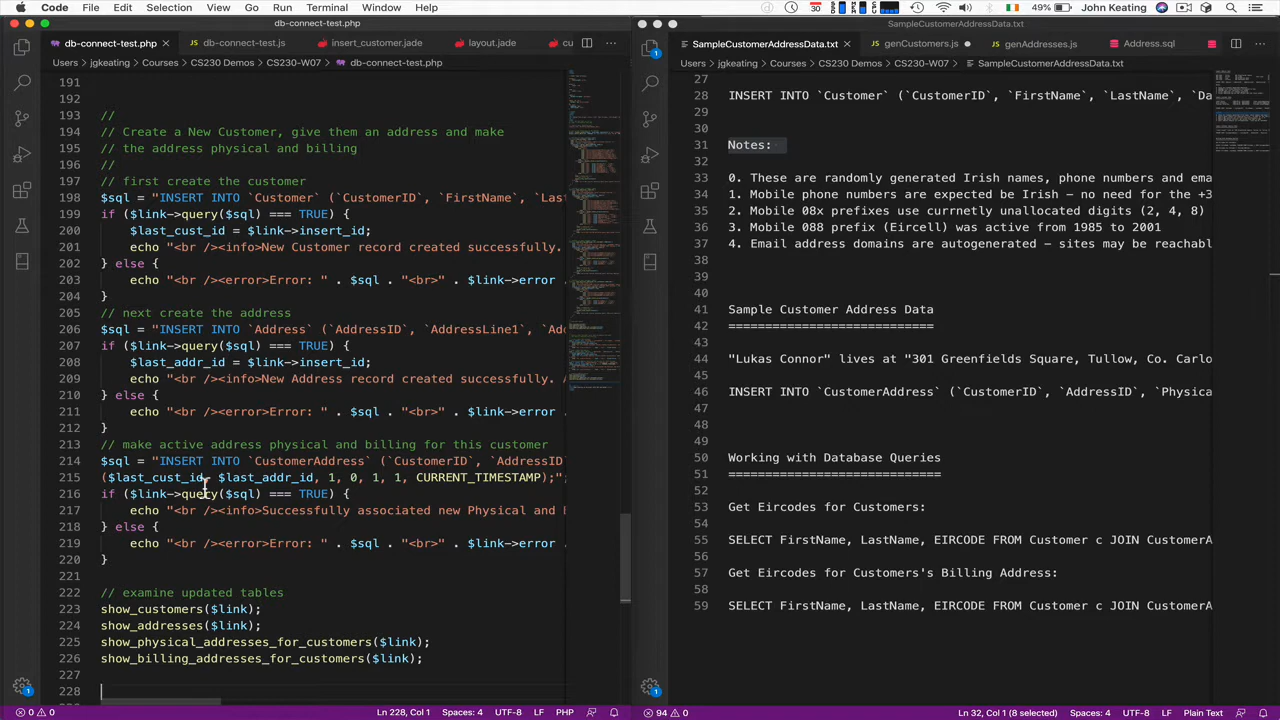 Code File Edit Selection View Go Run Terminal Window Help
30 49% John Keating
db-connect-test.php
SampleCustomerAddressData.txt
db-connect-test.php db-connect-test.js insert_customer.jade layout.jade cu
SampleCustomerAddressData.txt genCustomers.js genAddresses.js Address.sql
Users > jgkeating > Courses > CS230 Demos > CS230-W07 > db-connect-test.php
Users > jgkeating > Courses > CS230 Demos > CS230-W07 > SampleCustomerAddressData.txt
191
192
193
194 // create a New Customer, give them an address and make
195 // the address physical and billing
196
197 // first create the customer
198 $sql = "INSERT INTO `Customer` (`CustomerID`, `FirstName`, `Las
199 if ($link->query($sql) === TRUE) {
200 $last_cust_id = $link->insert_id;
201 echo "<br /><info>New Customer record created successfully.
202 } else {
203 echo "<br /><error>Error: " . $sql . "<br>" . $link->error
204 }
205 // next create the address
206 $sql = "INSERT INTO `Address` (`AddressID`, `AddressLine1`, `Ad
207 if ($link->query($sql) === TRUE) {
208 $last_addr_id = $link->insert_id;
209 echo "<br /><info>New Address record created successfully.
210 } else {
211 echo "<br /><error>Error: " . $sql . "<br>" . $link->error
212 }
213 // make active address physical and billing for this customer
214 $sql = "INSERT INTO `CustomerAddress` (`CustomerID`, `AddressID
215 ($last_cust_id, $last_addr_id, 1, 0, 1, 1, CURRENT_TIMESTAMP);";
216 if ($link->query($sql) === TRUE) {
217 echo "<br /><info>Successfully associated new Physical and
218 } else {
219 echo "<br /><error>Error: " . $sql . "<br>" . $link->error
220 }
221
222 // examine updated tables
223 show_customers($link);
224 show_addresses($link);
225 show_physical_addresses_for_customers($link);
226 show_billing_addresses_for_customers($link);
227
228
27
28 INSERT INTO `Customer` (`CustomerID`, `FirstName`, `LastName`, `Da
29
30
31 Notes:
32
33 0. These are randomly generated Irish names, phone numbers and ema
34 1. Mobile phone numbers are expected be Irish – no need for the +3
35 2. Mobile 08x prefixes use currnetly unallocated digits (2, 4, 8)
36 3. Mobile 088 prefix (Eircell) was active from 1985 to 2001
37 4. Email address domains are autogenerated – sites may be reachabl
38
39
40
41 Sample Customer Address Data
42 ============================
43
44 "Luke Connor" lives at "301 Greenfields Square, Tullow, Co. Carlo
45
46 INSERT INTO `CustomerAddress` (`CustomerID`, `AddressID`, `Physica
47
48
49
50 Working with Database Queries
51 =============================
52
53 Get Eircodes for Customers:
54
55 SELECT FirstName, LastName, EIRCODE FROM Customer c JOIN CustomerA
56
57 Get Eircodes for Customers's Billing Address:
58
59 SELECT FirstName, LastName, EIRCODE FROM Customer c JOIN CustomerA
1
1
1
1
0 0 Ln 228, Col 1 Spaces: 4 UTF-8 LF PHP
94 0 Ln 32, Col 1 (8 selected) Spaces: 4 UTF-8 LF Plain Text